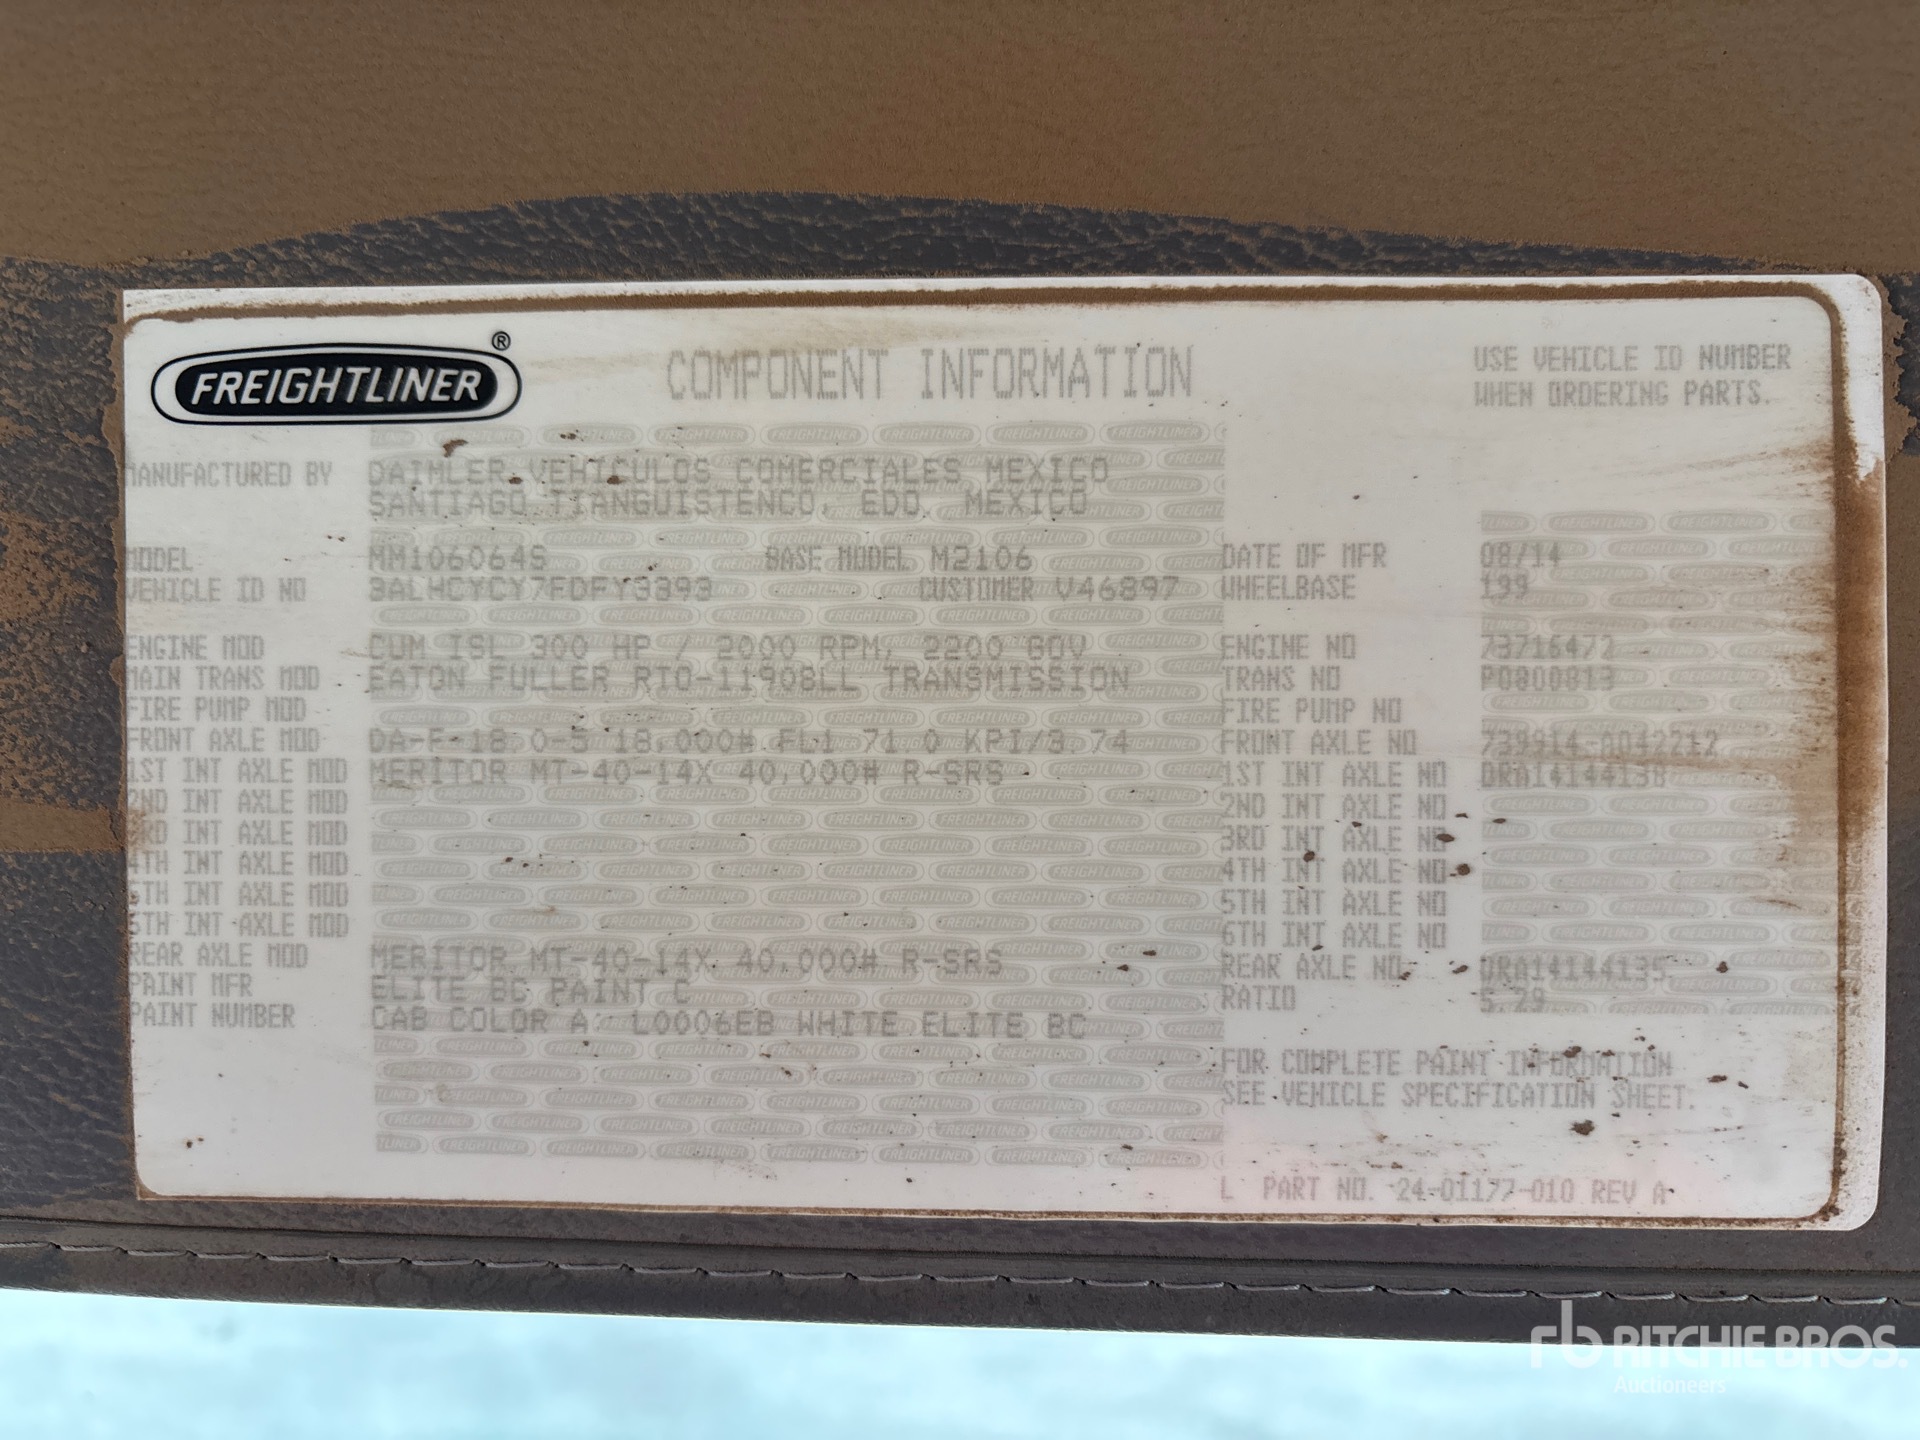 FREIGHTLINER®
COMPONENT INFORMATION
USE VEHICLE ID NUMBER
WHEN ORDERING PARTS.
MANUFACTURED BY DAIMLER VEHICULOS COMERCIALES MEXICO
SANTIAGO TIANGUISTENCO, EDO. MEXICO
MODEL MM106064S BASE MODEL M2106 DATE OF MFR 08/14
VEHICLE ID NO 3ALHCYCY7FDFY3393 CUSTOMER V46897 WHEELBASE 199
ENGINE MOD CUM ISL 300 HP / 2000 RPM, 2200 GOV ENGINE NO 73716472
MAIN TRANS MOD EATON FULLER RTO-11908LL TRANSMISSION TRANS NO P0800813
FIRE PUMP MOD FIRE PUMP NO
FRONT AXLE MOD DA-F-18.0-5 18,000# FL1 71.0 KPI/3.74 FRONT AXLE NO 739914-A042212
1ST INT AXLE MOD MERITOR MT-40-14X 40,000# R-SRS 1ST INT AXLE NO
2ND INT AXLE MOD 2ND INT AXLE NO
3RD INT AXLE MOD 3RD INT AXLE NO
4TH INT AXLE MOD 4TH INT AXLE NO
5TH INT AXLE MOD 5TH INT AXLE NO
6TH INT AXLE MOD 6TH INT AXLE NO
REAR AXLE MOD MERITOR MT-40-14X 40,000# R-SRS REAR AXLE NO DRA14144135
PAINT MFR ELITE BC PAINT C RATIO 5.29
PAINT NUMBER CAB COLOR A: L0006EB WHITE ELITE BC
FOR COMPLETE PAINT INFORMATION
SEE VEHICLE SPECIFICATION SHEET.
L PART NO. 24-01177-010 REV A
rb RITCHIE BROS.
Auctioneers